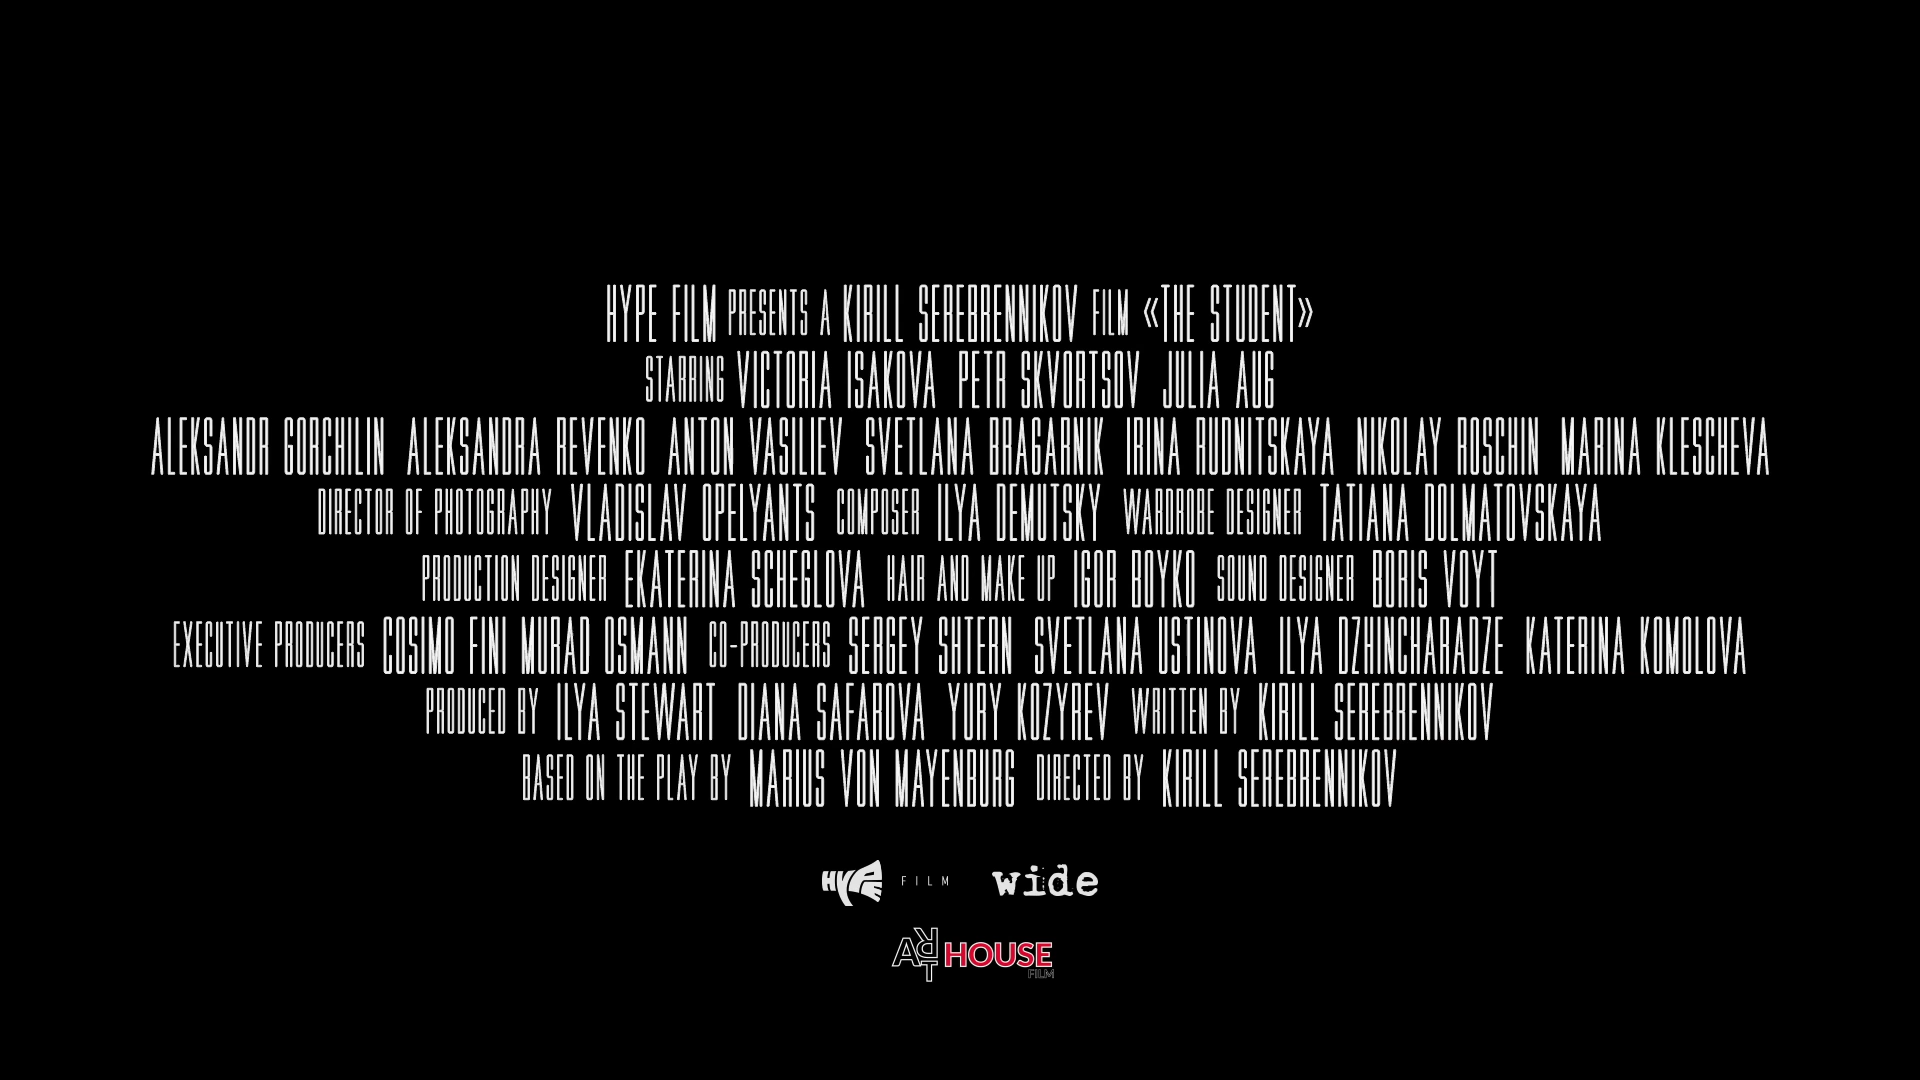 HYPE FILM PRESENTS A KIRILL SEREBRENNIKOV FILM «THE STUDENT»
STARRING VICTORIA ISAKOVA PETR SKVORTSOV JULIA AUG
ALEKSANDR GORCHILIN ALEKSANDRA REVENKO ANTON VASILIEV SVETLANA BRAGARNIK IRINA RUDNITSKAYA NIKOLAY ROSCHIN MARINA KLESCHEVA
DIRECTOR OF PHOTOGRAPHY VLADISLAV OPELYANTS COMPOSER ILYA DEMUTSKY WARDROBE DESIGNER TATIANA DOLMATOVSKAYA
PRODUCTION DESIGNER EKATERINA SCHEGLOVA HAIR AND MAKE UP IGOR BOYKO SOUND DESIGNER BORIS VOYT
EXECUTIVE PRODUCERS COSIMO FINI MURAD OSMANN CO-PRODUCERS SERGEY SHTERN SVETLANA USTINOVA ILYA DZHINCHARADZE KATERINA KOMOLOVA
PRODUCED BY ILYA STEWART DIANA SAFAROVA YURY KOZYREV WRITTEN BY KIRILL SEREBRENNIKOV
BASED ON THE PLAY BY MARIUS VON MAYENBURG DIRECTED BY KIRILL SEREBRENNIKOV
HYPE FILM wide
ART HOUSE
FILM